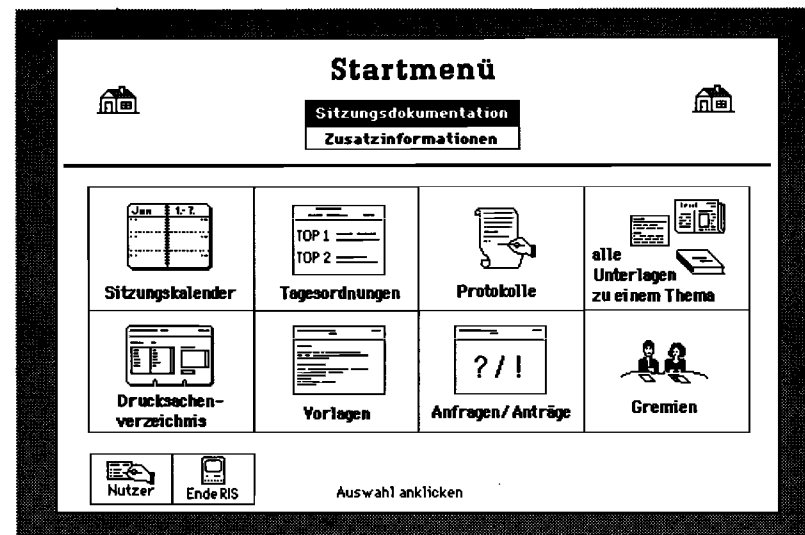 Startmenü
Sitzungsdokumentation
Zusatzinformationen
Jan 1.-7.
Sitzungskalender
TOP 1
TOP 2
Tagesordnungen
Protokolle
alle
Unterlagen
zu einem Thema
Drucksachen-
verzeichnis
Vorlagen
?/!
Anfragen/Anträge
Gremien
Nutzer
Ende RIS
Auswahl anklicken